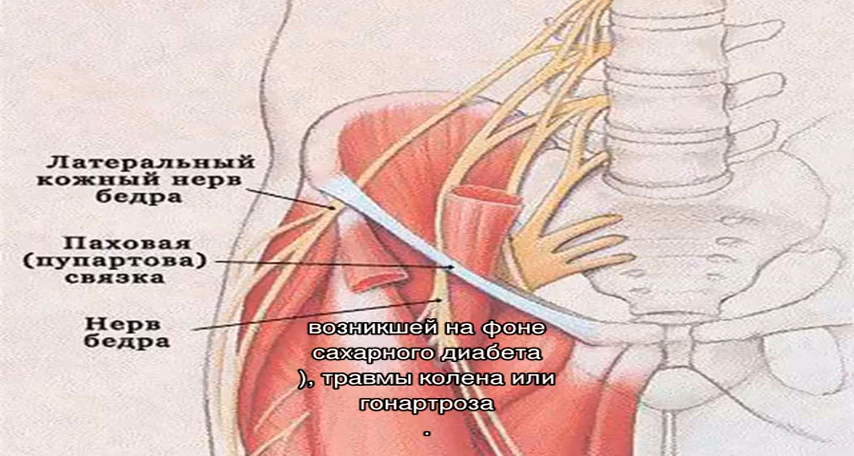 Латеральный
кожный нерв
бедра
Паховая
(пупартова)
связка
Нерв
бедра
возникшей на фоне
сахарного диабета
), травмы колена или
гонартроза
.